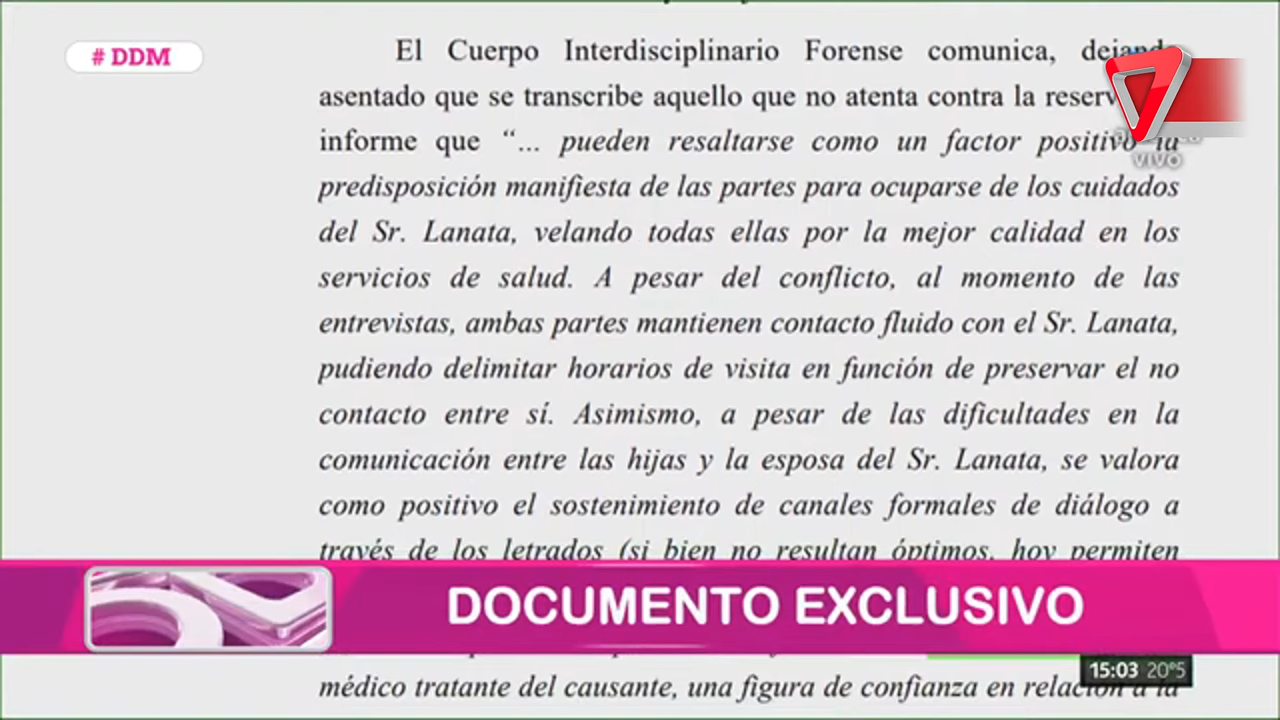 # DDM
El Cuerpo Interdisciplinario Forense comunica, dejando
asentado que se transcribe aquello que no atenta contra la
informe que “... pueden resaltarse como un factor positivo la
predisposición manifiesta de las partes para ocuparse de los cuidados
del Sr. Lanata, velando todas ellas por la mejor calidad en los
servicios de salud. A pesar del conflicto, al momento de las
entrevistas, ambas partes mantienen contacto fluido con el Sr. Lanata,
pudiendo delimitar horarios de visita en función de preservar el no
contacto entre sí. Asimismo, a pesar de las dificultades en la
comunicación entre las hijas y la esposa del Sr. Lanata, se valora
como positivo el sostenimiento de canales formales de diálogo a
través de los letrados (si bien no resultan óptimos, hoy permiten
DOCUMENTO EXCLUSIVO
médico tratante del causante, una figura de confianza en relación a la
VIVO
15:03 20°5